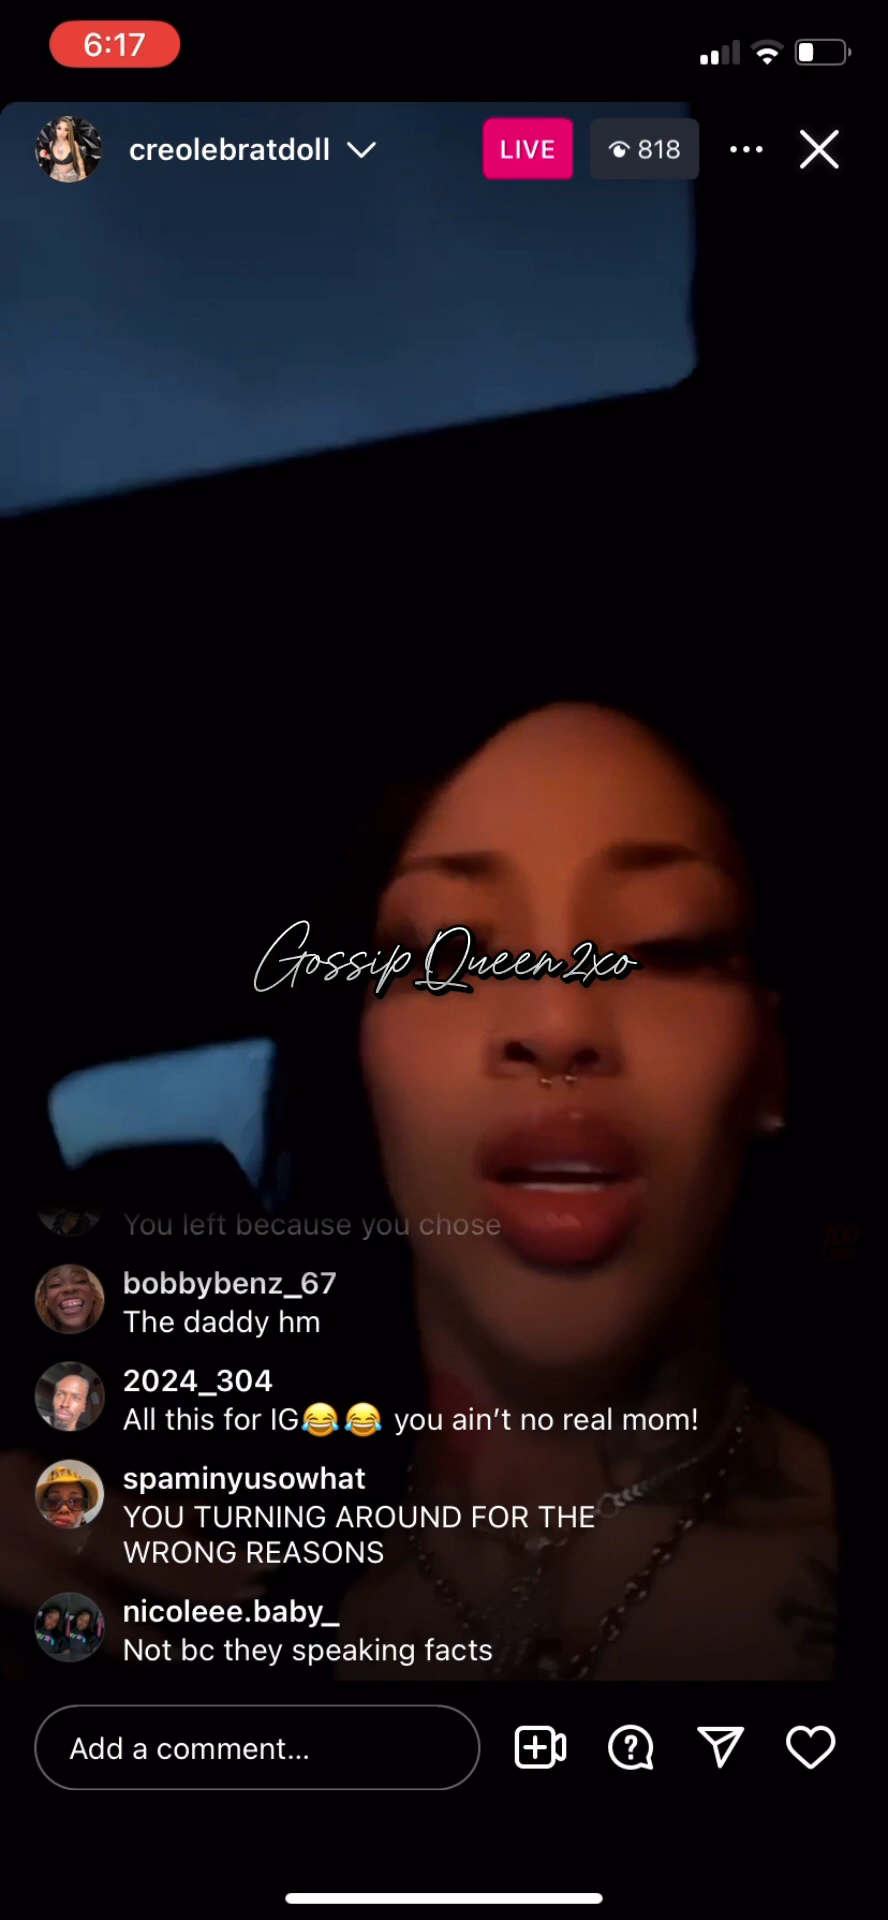 6:17
creolebratdoll
LIVE
818
Gossip Queen 2xo
You left because you chose
bobbybenz_67
The daddy hm
2024_304
All this for IG😂😂 you ain’t no real mom!
spaminyusowhat
YOU TURNING AROUND FOR THE
WRONG REASONS
nicoleee.baby_
Not bc they speaking facts
Add a comment...